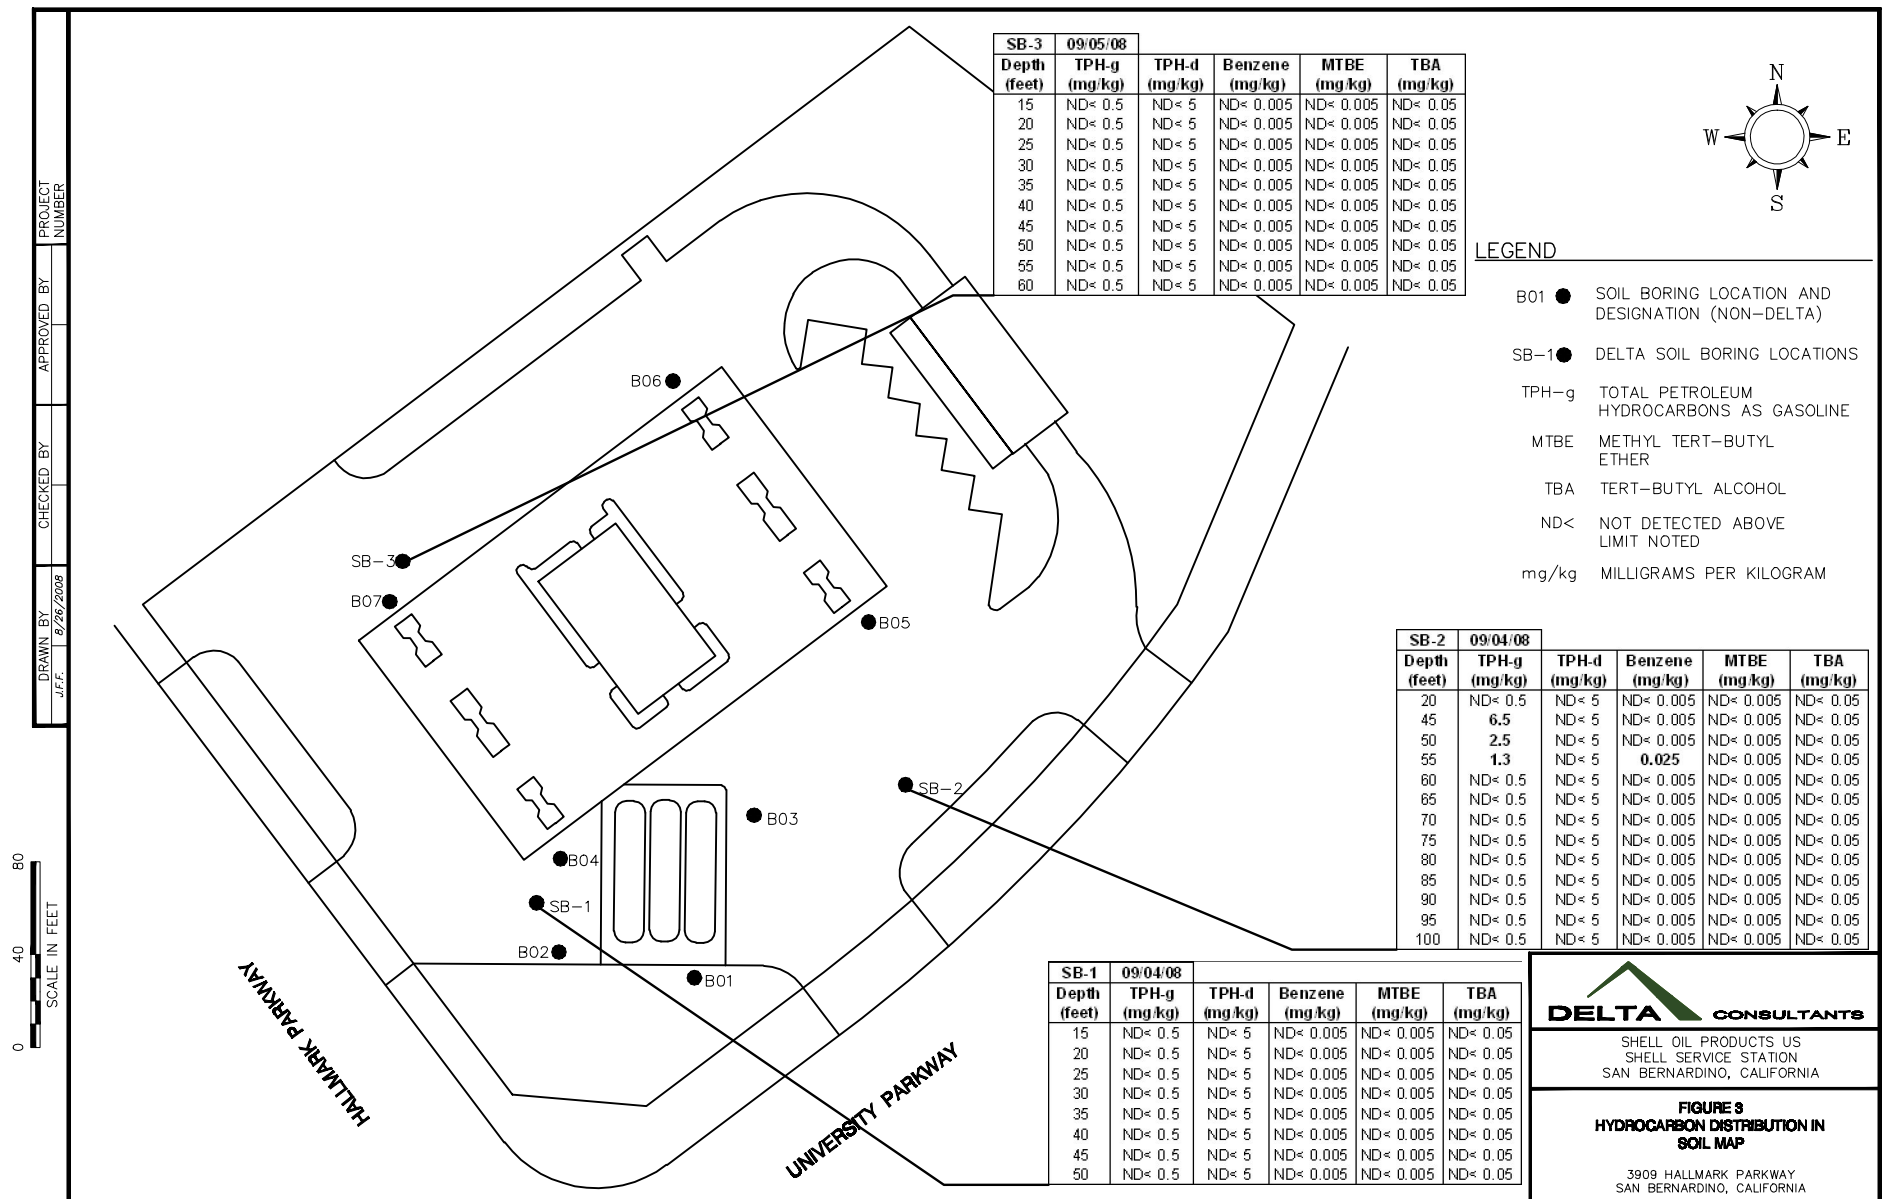 SB-3 09/05/08
Depth (feet) TPH-g (mg/kg) TPH-d (mg/kg) Benzene (mg/kg) MTBE (mg/kg) TBA (mg/kg)
15 ND< 0.5 ND< 5 ND< 0.005 ND< 0.005 ND< 0.05
20 ND< 0.5 ND< 5 ND< 0.005 ND< 0.005 ND< 0.05
25 ND< 0.5 ND< 5 ND< 0.005 ND< 0.005 ND< 0.05
30 ND< 0.5 ND< 5 ND< 0.005 ND< 0.005 ND< 0.05
35 ND< 0.5 ND< 5 ND< 0.005 ND< 0.005 ND< 0.05
40 ND< 0.5 ND< 5 ND< 0.005 ND< 0.005 ND< 0.05
45 ND< 0.5 ND< 5 ND< 0.005 ND< 0.005 ND< 0.05
50 ND< 0.5 ND< 5 ND< 0.005 ND< 0.005 ND< 0.05
55 ND< 0.5 ND< 5 ND< 0.005 ND< 0.005 ND< 0.05
60 ND< 0.5 ND< 5 ND< 0.005 ND< 0.005 ND< 0.05
N
W E
S
LEGEND
B01 SOIL BORING LOCATION AND
DESIGNATION (NON-DELTA)
SB-1 DELTA SOIL BORING LOCATIONS
TPH-g TOTAL PETROLEUM
HYDROCARBONS AS GASOLINE
MTBE METHYL TERT-BUTYL
ETHER
TBA TERT-BUTYL ALCOHOL
ND< NOT DETECTED ABOVE
LIMIT NOTED
mg/kg MILLIGRAMS PER KILOGRAM
PROJECT
NUMBER
APPROVED BY
CHECKED BY
DRAWN BY
J.F.F. 8/26/2008
B06
SB-3
B07
B05
SB-2
B03
B04
SB-1
B02
B01
SB-2 09/04/08
Depth (feet) TPH-g (mg/kg) TPH-d (mg/kg) Benzene (mg/kg) MTBE (mg/kg) TBA (mg/kg)
20 ND< 0.5 ND< 5 ND< 0.005 ND< 0.005 ND< 0.05
45 6.5 ND< 5 ND< 0.005 ND< 0.005 ND< 0.05
50 2.5 ND< 5 ND< 0.005 ND< 0.005 ND< 0.05
55 1.3 ND< 5 0.025 ND< 0.005 ND< 0.05
60 ND< 0.5 ND< 5 ND< 0.005 ND< 0.005 ND< 0.05
65 ND< 0.5 ND< 5 ND< 0.005 ND< 0.005 ND< 0.05
70 ND< 0.5 ND< 5 ND< 0.005 ND< 0.005 ND< 0.05
75 ND< 0.5 ND< 5 ND< 0.005 ND< 0.005 ND< 0.05
80 ND< 0.5 ND< 5 ND< 0.005 ND< 0.005 ND< 0.05
85 ND< 0.5 ND< 5 ND< 0.005 ND< 0.005 ND< 0.05
90 ND< 0.5 ND< 5 ND< 0.005 ND< 0.005 ND< 0.05
95 ND< 0.5 ND< 5 ND< 0.005 ND< 0.005 ND< 0.05
100 ND< 0.5 ND< 5 ND< 0.005 ND< 0.005 ND< 0.05
0 40 80
SCALE IN FEET
HALLMARK PARKWAY
UNIVERSITY PARKWAY
SB-1 09/04/08
Depth (feet) TPH-g (mg/kg) TPH-d (mg/kg) Benzene (mg/kg) MTBE (mg/kg) TBA (mg/kg)
15 ND< 0.5 ND< 5 ND< 0.005 ND< 0.005 ND< 0.05
20 ND< 0.5 ND< 5 ND< 0.005 ND< 0.005 ND< 0.05
25 ND< 0.5 ND< 5 ND< 0.005 ND< 0.005 ND< 0.05
30 ND< 0.5 ND< 5 ND< 0.005 ND< 0.005 ND< 0.05
35 ND< 0.5 ND< 5 ND< 0.005 ND< 0.005 ND< 0.05
40 ND< 0.5 ND< 5 ND< 0.005 ND< 0.005 ND< 0.05
45 ND< 0.5 ND< 5 ND< 0.005 ND< 0.005 ND< 0.05
50 ND< 0.5 ND< 5 ND< 0.005 ND< 0.005 ND< 0.05
DELTA CONSULTANTS
SHELL OIL PRODUCTS US
SHELL SERVICE STATION
SAN BERNARDINO, CALIFORNIA
FIGURE 3
HYDROCARBON DISTRIBUTION IN
SOIL MAP
3909 HALLMARK PARKWAY
SAN BERNARDINO, CALIFORNIA